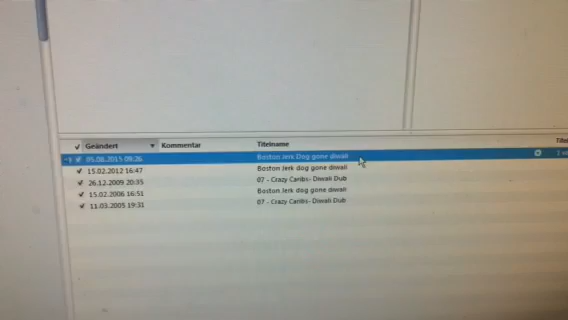 ✓ Geändert ▼ Kommentar Titelname
✓ 05.08.2015 09:26 Boston Jerk Dog gone diwali
✓ 15.02.2012 16:47 Boston Jerk dog gone diwali
✓ 26.12.2009 20:35 07 - Crazy Caribs- Diwali Dub
✓ 15.02.2006 16:51 Boston Jerk dog gone diwali
✓ 11.03.2005 19:31 07 - Crazy Caribs- Diwali Dub